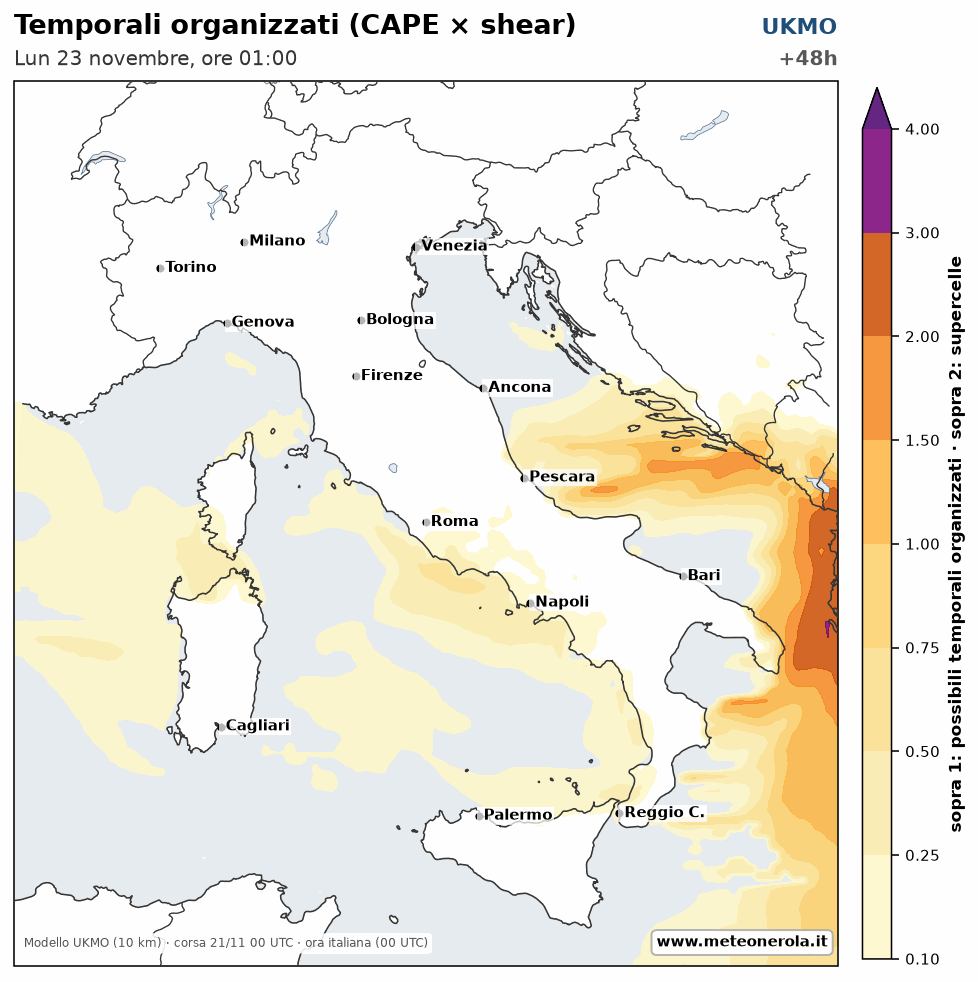 Temporali organizzati (CAPE × shear)
UKMO
Lun 23 novembre, ore 01:00
+48h
Milano
Venezia
Torino
Genova
Bologna
Firenze
Ancona
Pescara
Roma
Bari
Napoli
Cagliari
Palermo
Reggio C.
Modello UKMO (10 km) · corsa 21/11 00 UTC · ora italiana (00 UTC)
www.meteonerola.it
4.00
3.00
2.00
1.50
1.00
0.75
0.50
0.25
0.10
sopra 1: possibili temporali organizzati · sopra 2: supercelle